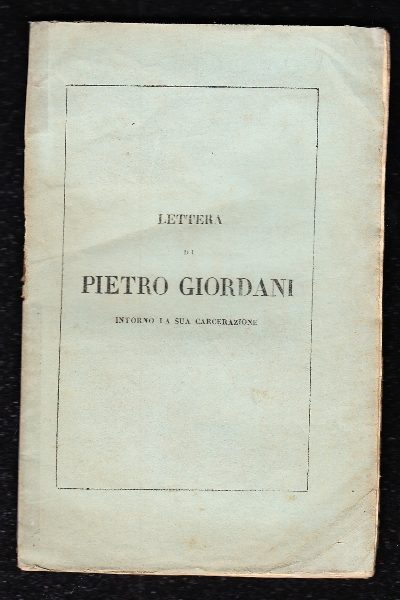 LETTERA
DI
PIETRO GIORDANI
INTORNO LA SUA CARCERAZIONE